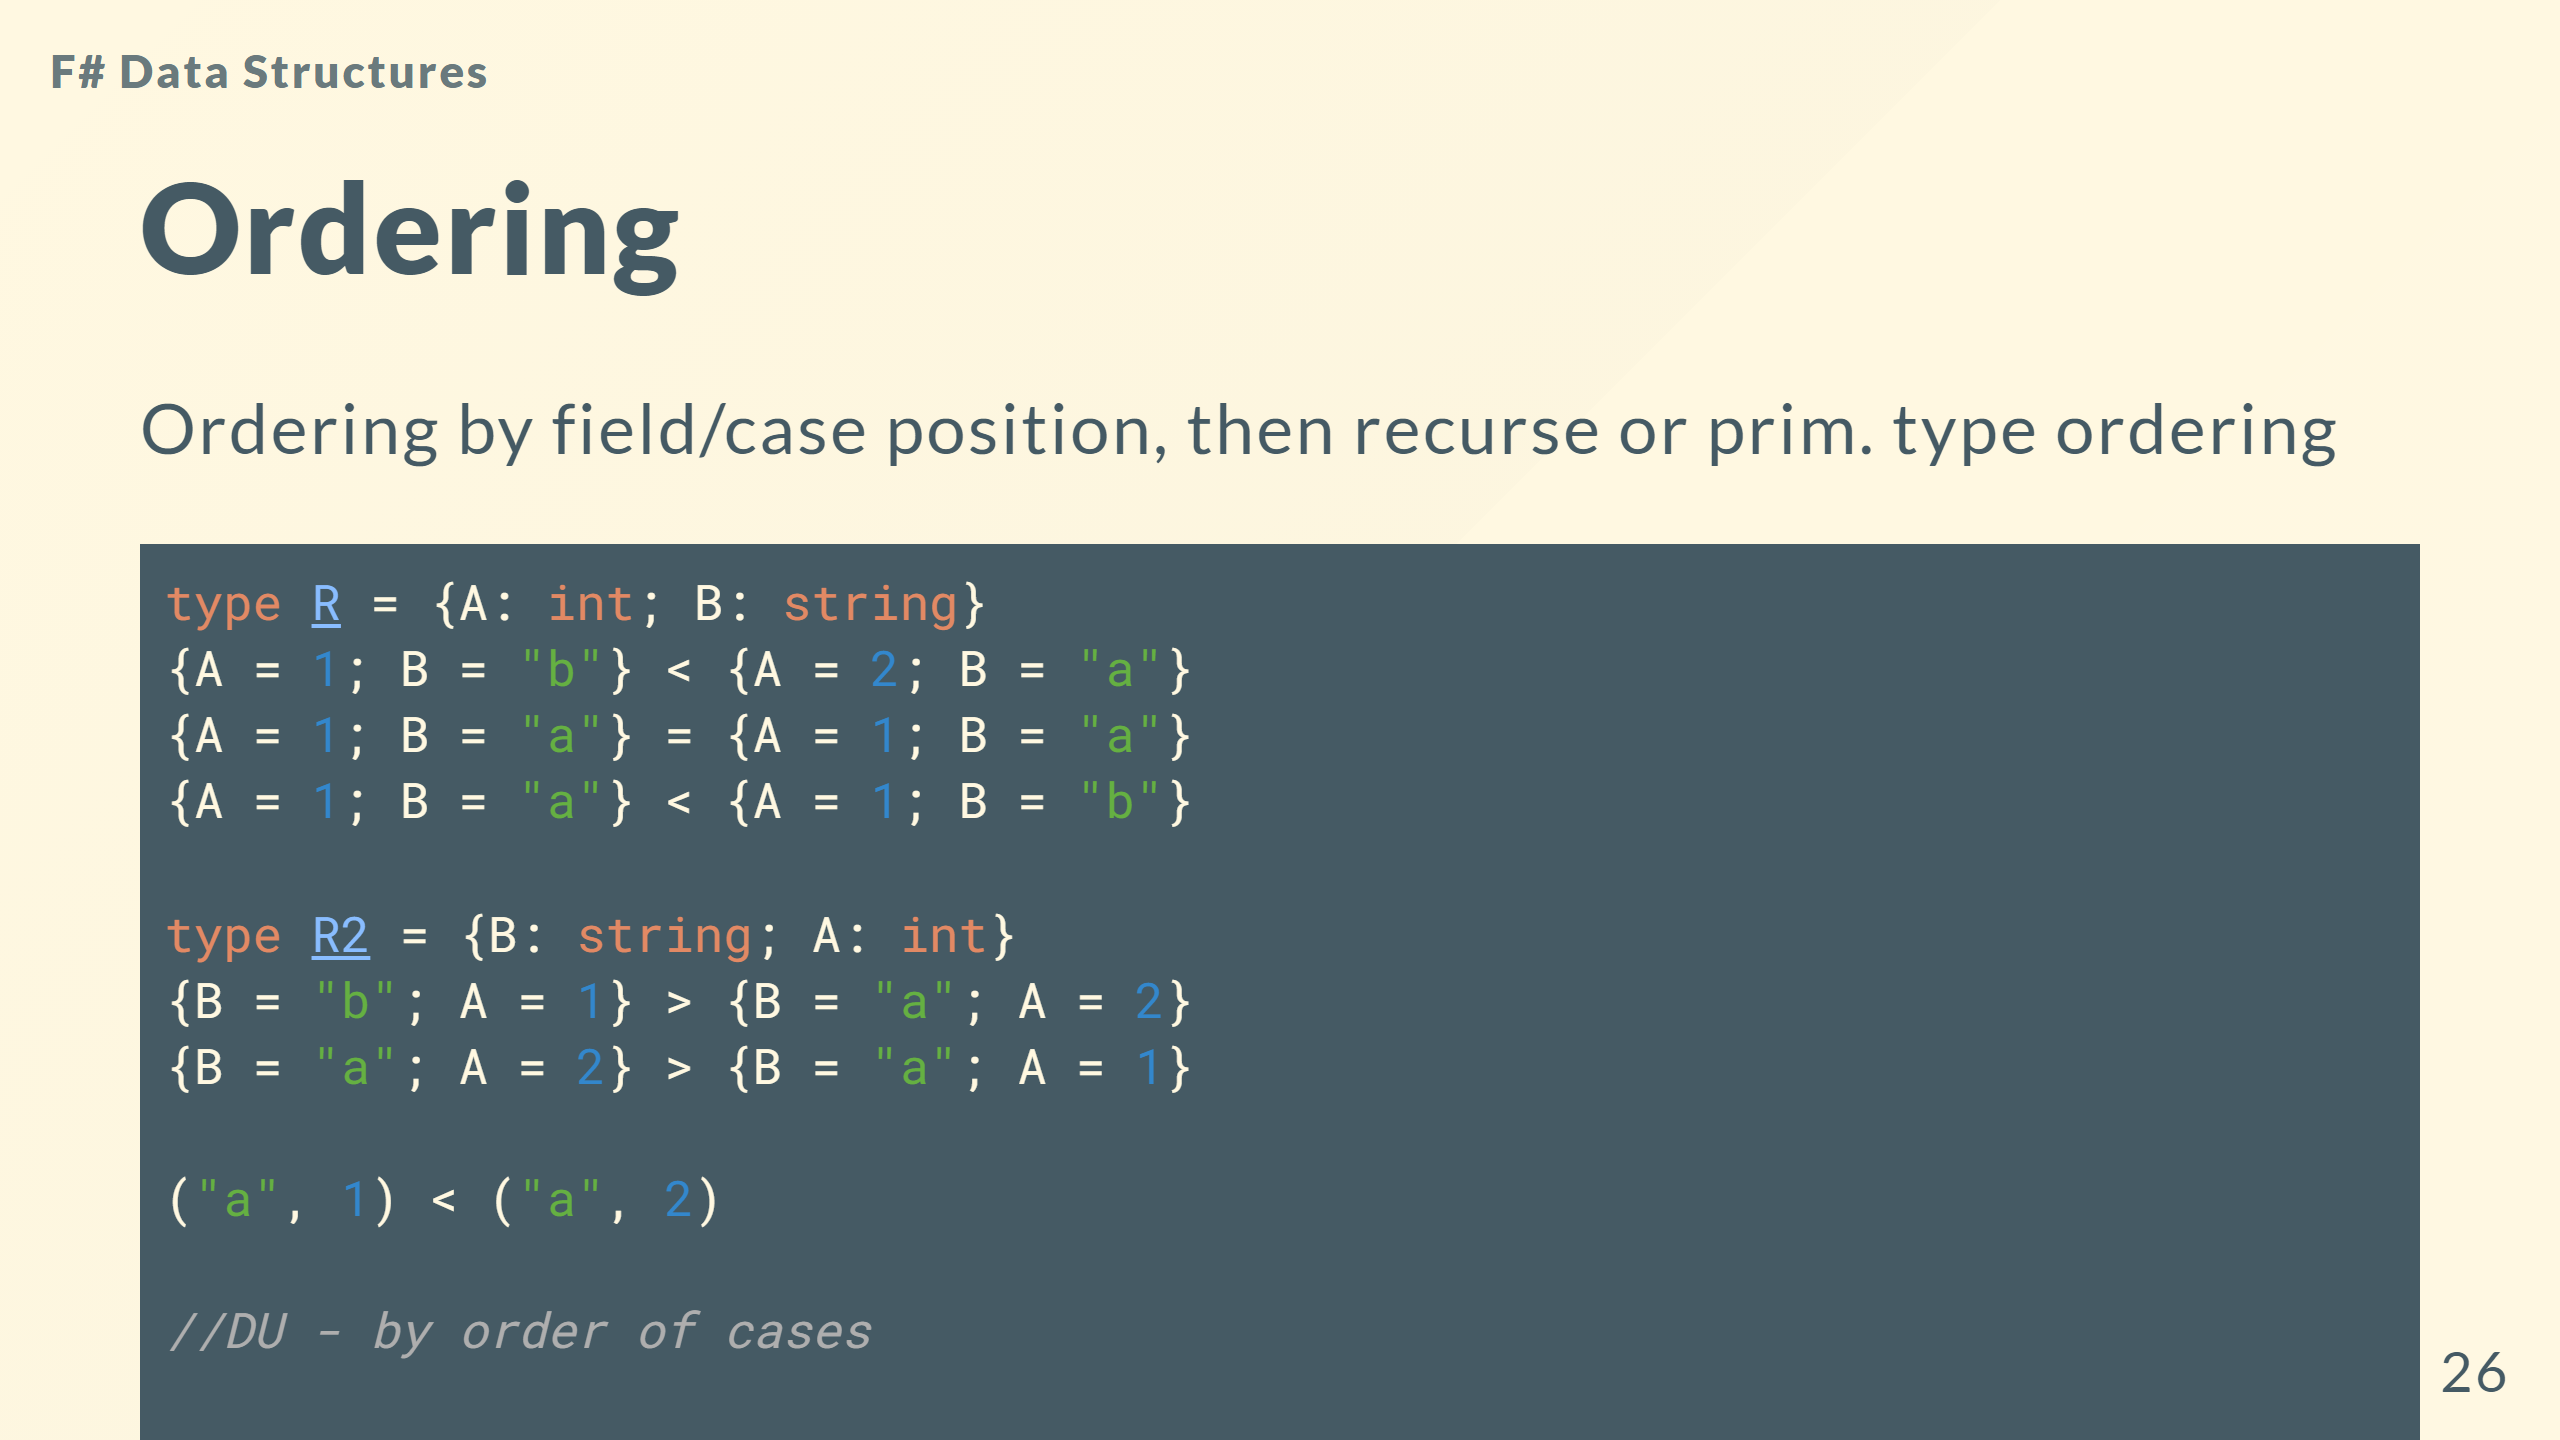 F# Data Structures
Ordering
Ordering by field/case position, then recurse or prim. type ordering
type R = {A: int; B: string}
{A = 1; B = "b"} < {A = 2; B = "a"}
{A = 1; B = "a"} = {A = 1; B = "a"}
{A = 1; B = "a"} < {A = 1; B = "b"}
type R2 = {B: string; A: int}
{B = "b"; A = 1} > {B = "a"; A = 2}
{B = "a"; A = 2} > {B = "a"; A = 1}
("a", 1) < ("a", 2)
//DU - by order of cases
26